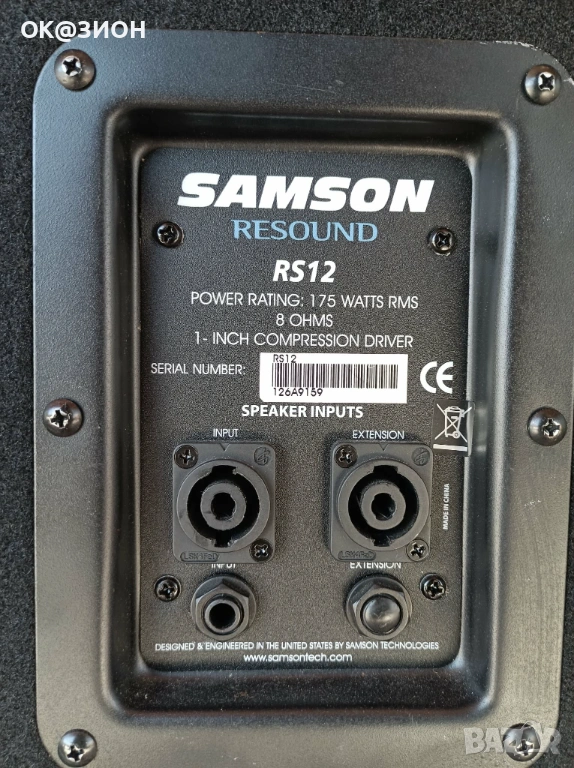 ОК@ЗИОН
SAMSON
RESOUND
RS12
POWER RATING: 175 WATTS RMS
8 OHMS
1- INCH COMPRESSION DRIVER
RS12
SERIAL NUMBER:
126A9159
CE
SPEAKER INPUTS
INPUT EXTENSION
MADE IN CHINA
INPUT EXTENSION
DESIGNED & ENGINEERED IN THE UNITED STATES BY SAMSON TECHNOLOGIES
www.samsontech.com
BAZAR